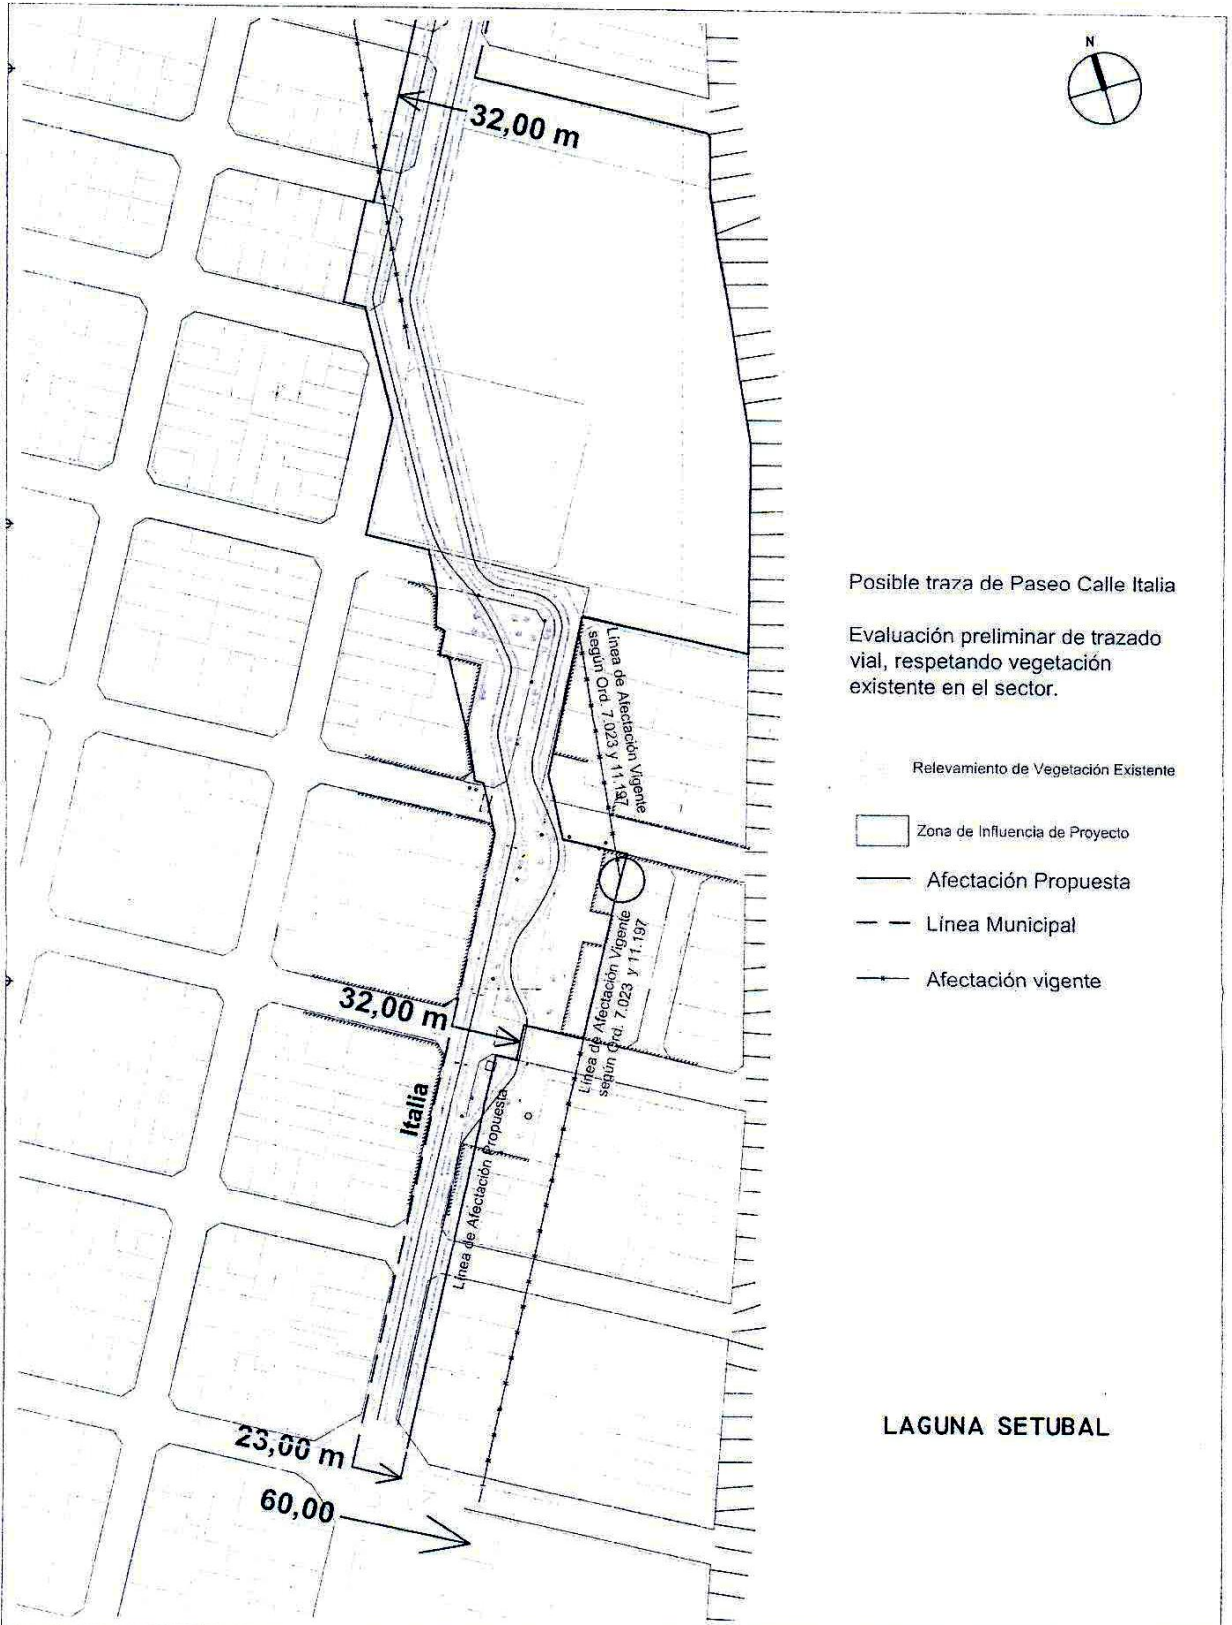 N
32,00 m
Posible traza de Paseo Calle Italia
Evaluación preliminar de trazado
vial, respetando vegetación
existente en el sector.
Línea de Afectación Vigente
según Ord. 7.023 y 11.197
Relevamiento de Vegetación Existente
Zona de Influencia de Proyecto
Afectación Propuesta
Línea Municipal
Afectación vigente
Línea de Afectación Vigente
según Ord. 7.023 y 11.197
32,00 m
Italia
Línea de Afectación Propuesta
LAGUNA SETUBAL
23,00 m
60,00